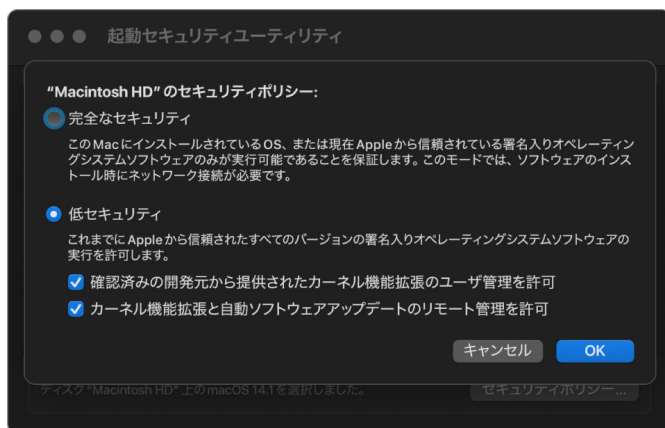 起動セキュリティユーティリティ
“Macintosh HD”のセキュリティポリシー:
完全なセキュリティ
このMacにインストールされているOS、または現在Appleから信頼されている署名入りオペレーティン
グシステムソフトウェアのみが実行可能であることを保証します。このモードでは、ソフトウェアのインス
トール時にネットワーク接続が必要です。
低セキュリティ
これまでにAppleから信頼されたすべてのバージョンの署名入りオペレーティングシステムソフトウェアの
実行を許可します。
確認済みの開発元から提供されたカーネル機能拡張のユーザ管理を許可
カーネル機能拡張と自動ソフトウェアアップデートのリモート管理を許可
キャンセル
OK
ディスク“Macintosh HD”上のmacOS 14.1を選択しました。
セキュリティポリシー...